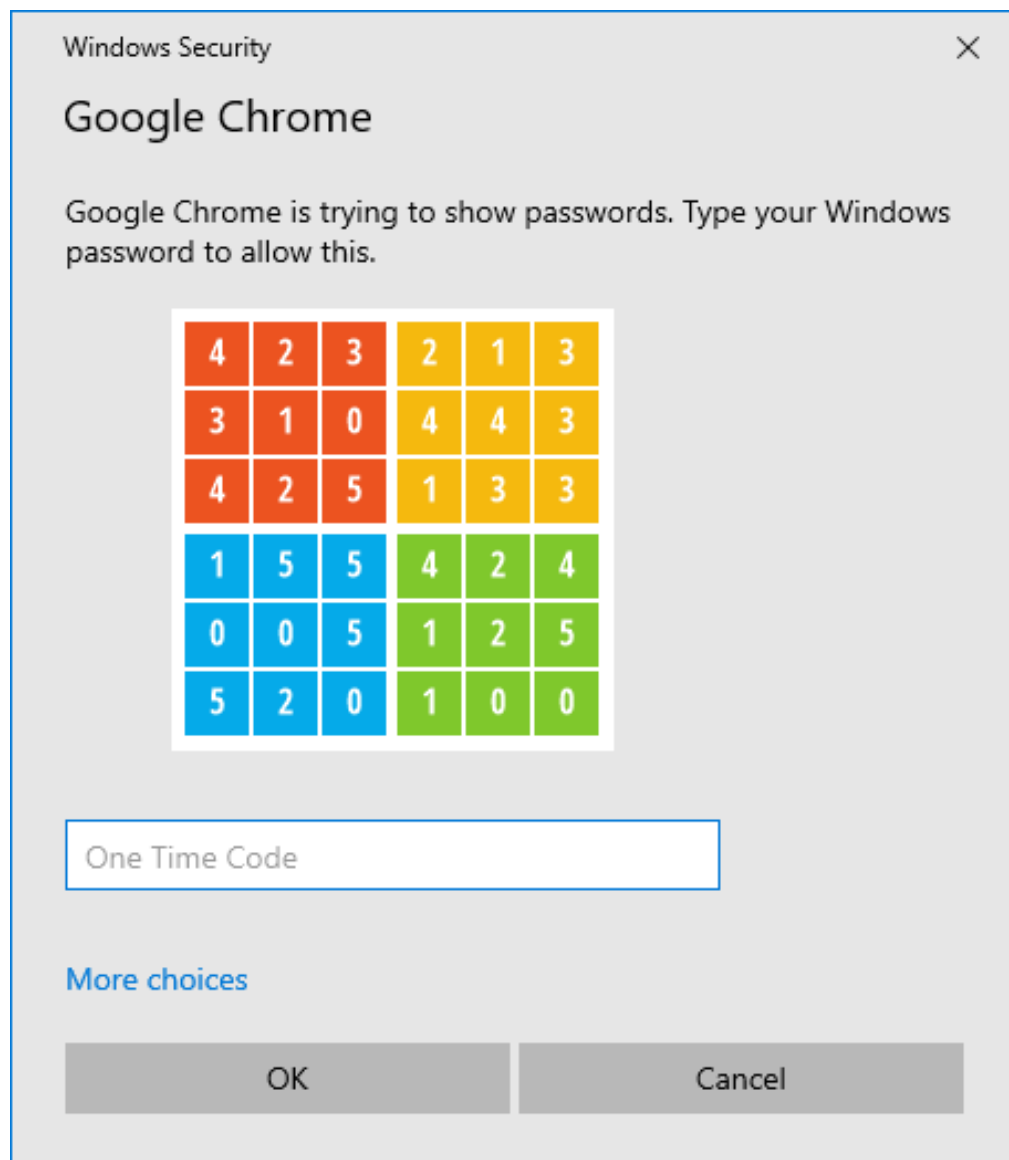 Windows Security
Google Chrome
Google Chrome is trying to show passwords. Type your Windows
password to allow this.
4 2 3 2 1 3
3 1 0 4 4 3
4 2 5 1 3 3
1 5 5 4 2 4
0 0 5 1 2 5
5 2 0 1 0 0
One Time Code
More choices
OK Cancel